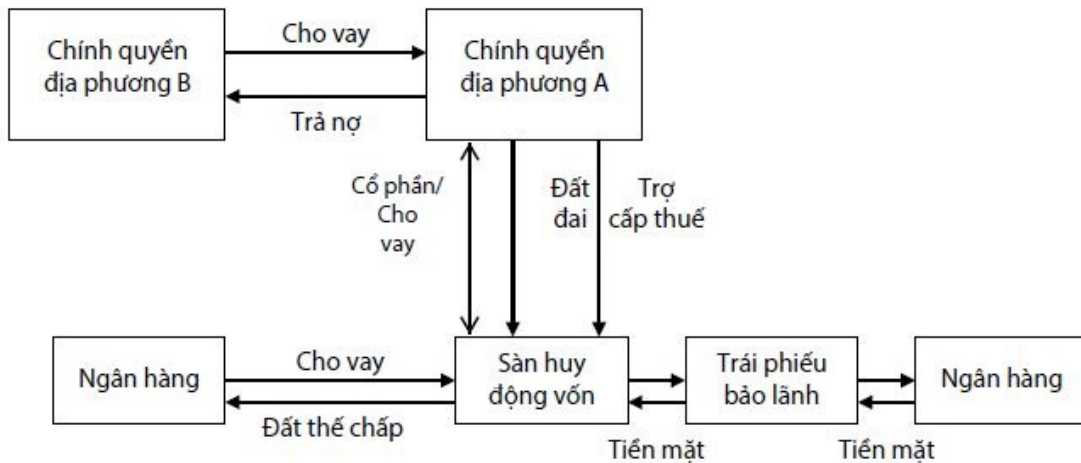 Chính quyền
địa phương B
Cho vay
Trả nợ
Chính quyền
địa phương A
Cổ phần/
Cho
vay
Đất
đai
Trợ
cấp thuế
Ngân hàng
Cho vay
Đất thế chấp
Sàn huy
động vốn
Tiền mặt
Trái phiếu
bảo lãnh
Tiền mặt
Ngân hàng